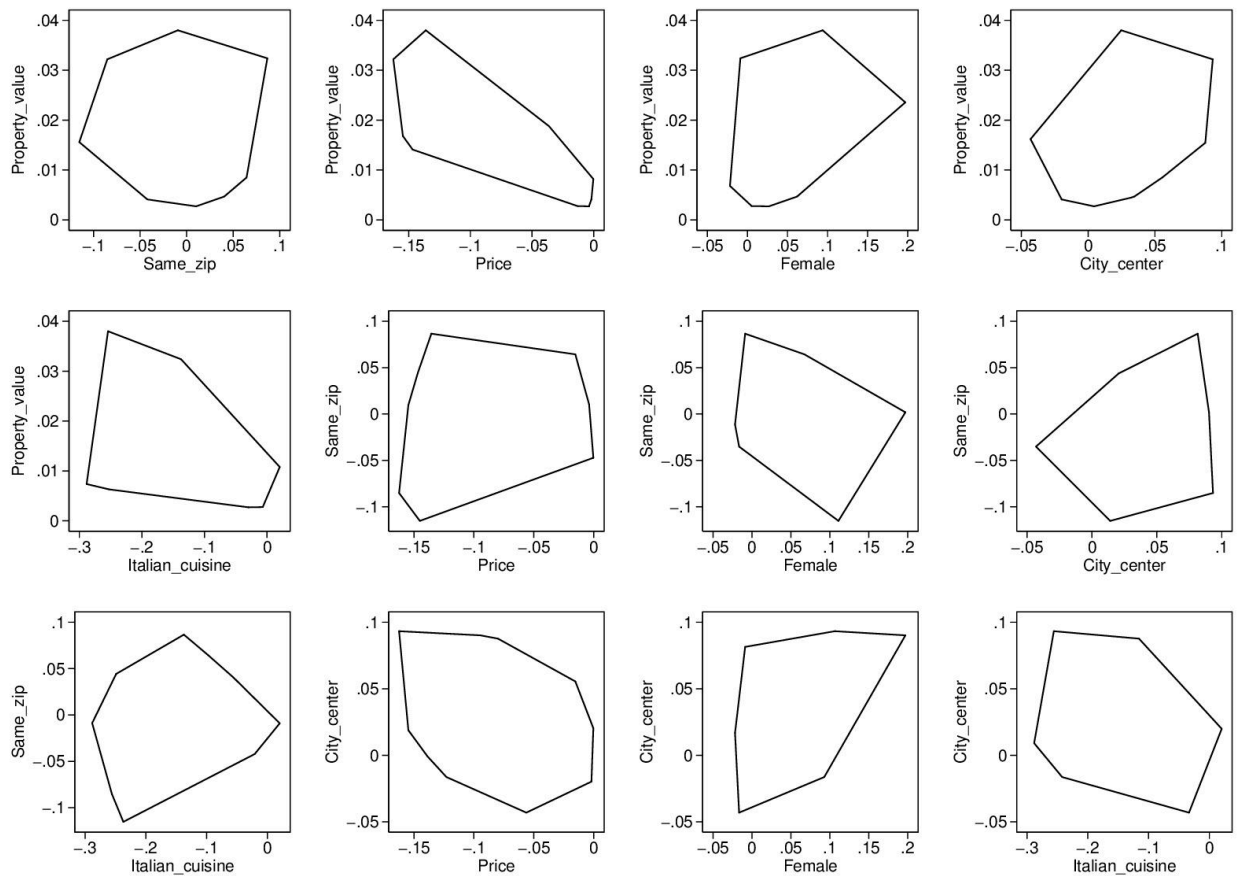 .04 .04 .04 .04
.03 .03 .03 .03
.02 .02 .02 .02
.01 .01 .01 .01
0 0 0 0
Property_value Property_value Property_value Property_value
−.1 −.05 0 .05 .1 −.15 −.1 −.05 0 −.05 0 .05 .1 .15 .2 −.05 0 .05 .1
Same_zip Price Female City_center
.04 .1 .1 .1
.03 .05 .05 .05
.02 0 0 0
.01 −.05 −.05 −.05
0 −.1 −.1 −.1
Property_value Same_zip Same_zip Same_zip
−.3 −.2 −.1 0 −.15 −.1 −.05 0 −.05 0 .05 .1 .15 .2 −.05 0 .05 .1
Italian_cuisine Price Female City_center
.1 .1 .1 .1
.05 .05 .05 .05
0 0 0 0
−.05 −.05 −.05 −.05
−.1
Same_zip City_center City_center City_center
−.3 −.2 −.1 0 −.15 −.1 −.05 0 −.05 0 .05 .1 .15 .2 −.3 −.2 −.1 0
Italian_cuisine Price Female Italian_cuisine